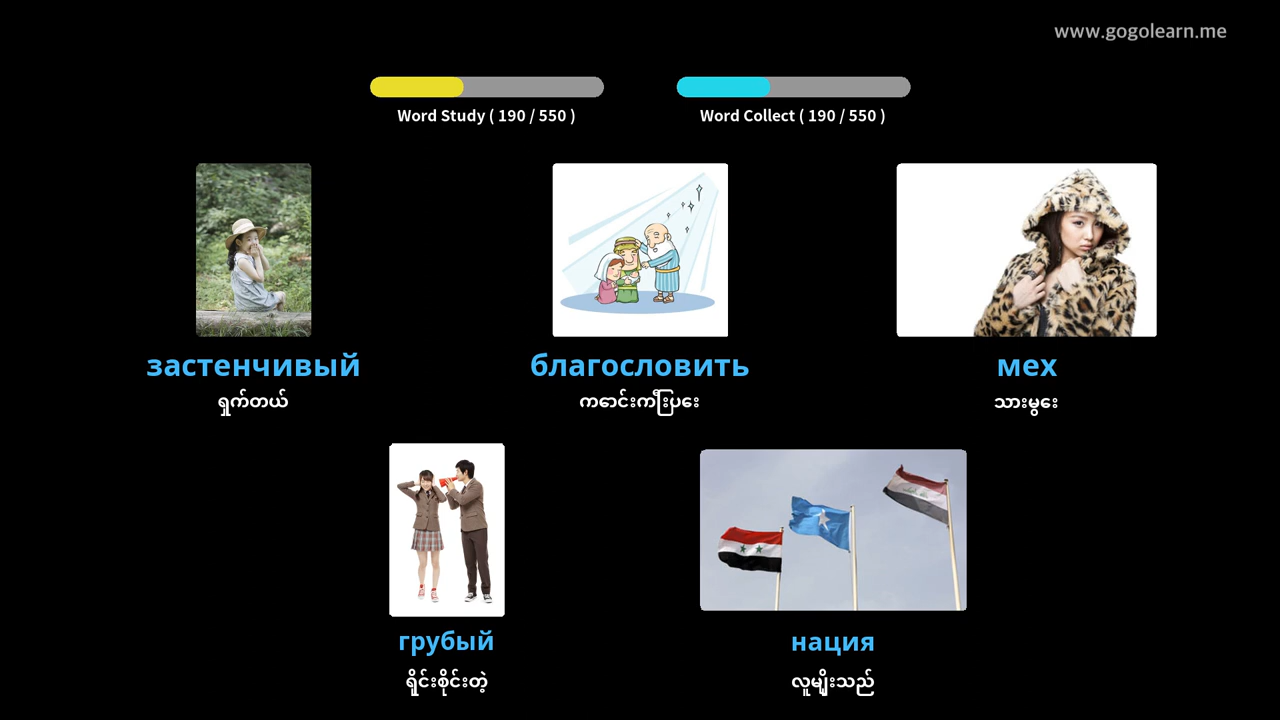 www.gogolearn.me
Word Study ( 190 / 550 )
Word Collect ( 190 / 550 )
застенчивый
ရှက်တယ်
благословить
ကောင်းကြီးပေး
мех
သားမွေး
грубый
ရိုင်းစိုင်းတဲ့
нация
လူမျိုးသည်